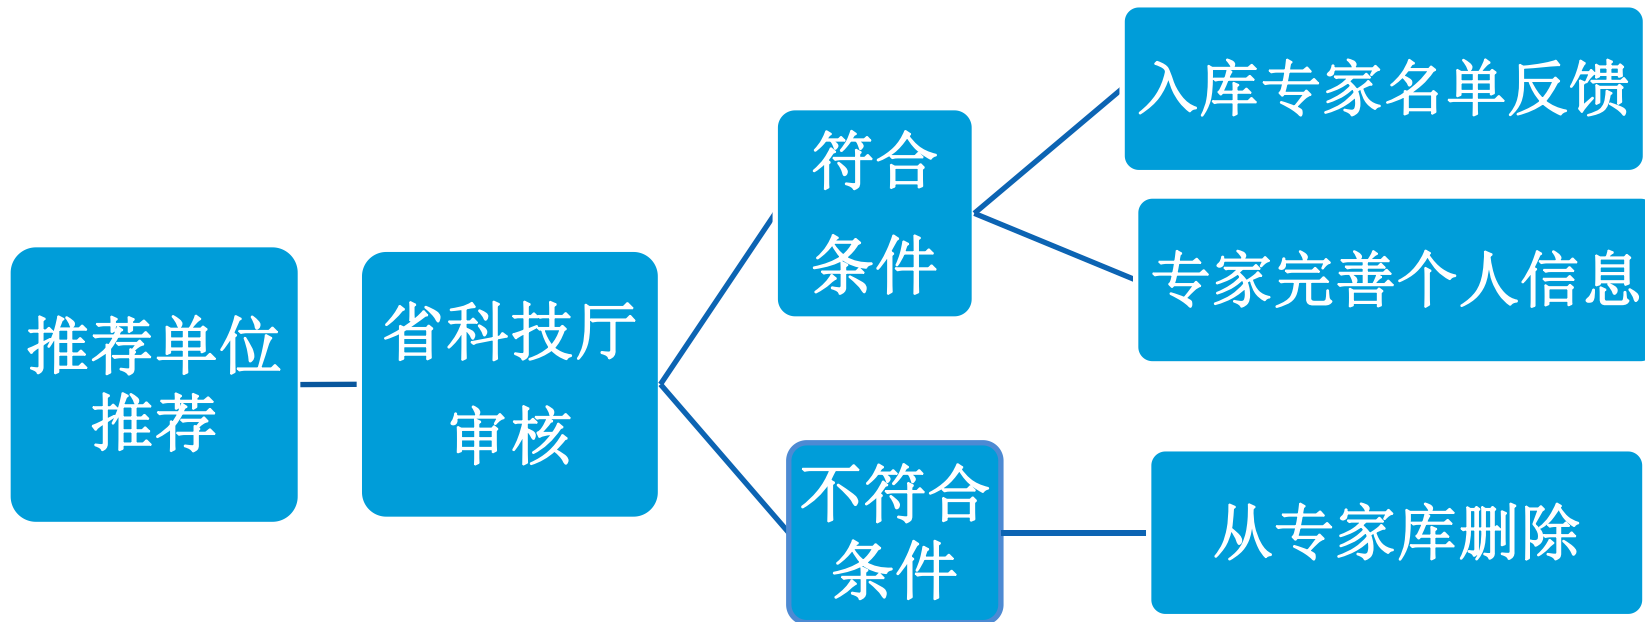 推荐单位
推荐
省科技厅
审核
符合
条件
入库专家名单反馈
专家完善个人信息
不符合
条件
从专家库删除